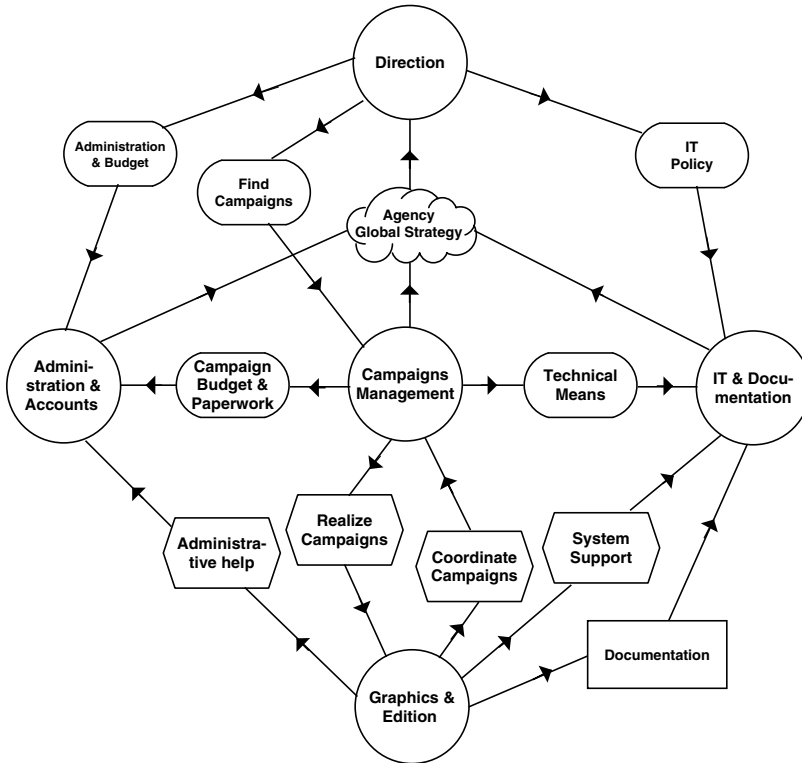 Direction
Administration
& Budget
IT
Policy
Find
Campaigns
Agency
Global Strategy
Admini-
stration &
Accounts
Campaign
Budget &
Paperwork
Campaigns
Management
Technical
Means
IT & Docu-
mentation
Realize
Campaigns
Administra-
tive help
Coordinate
Campaigns
System
Support
Documentation
Graphics &
Edition